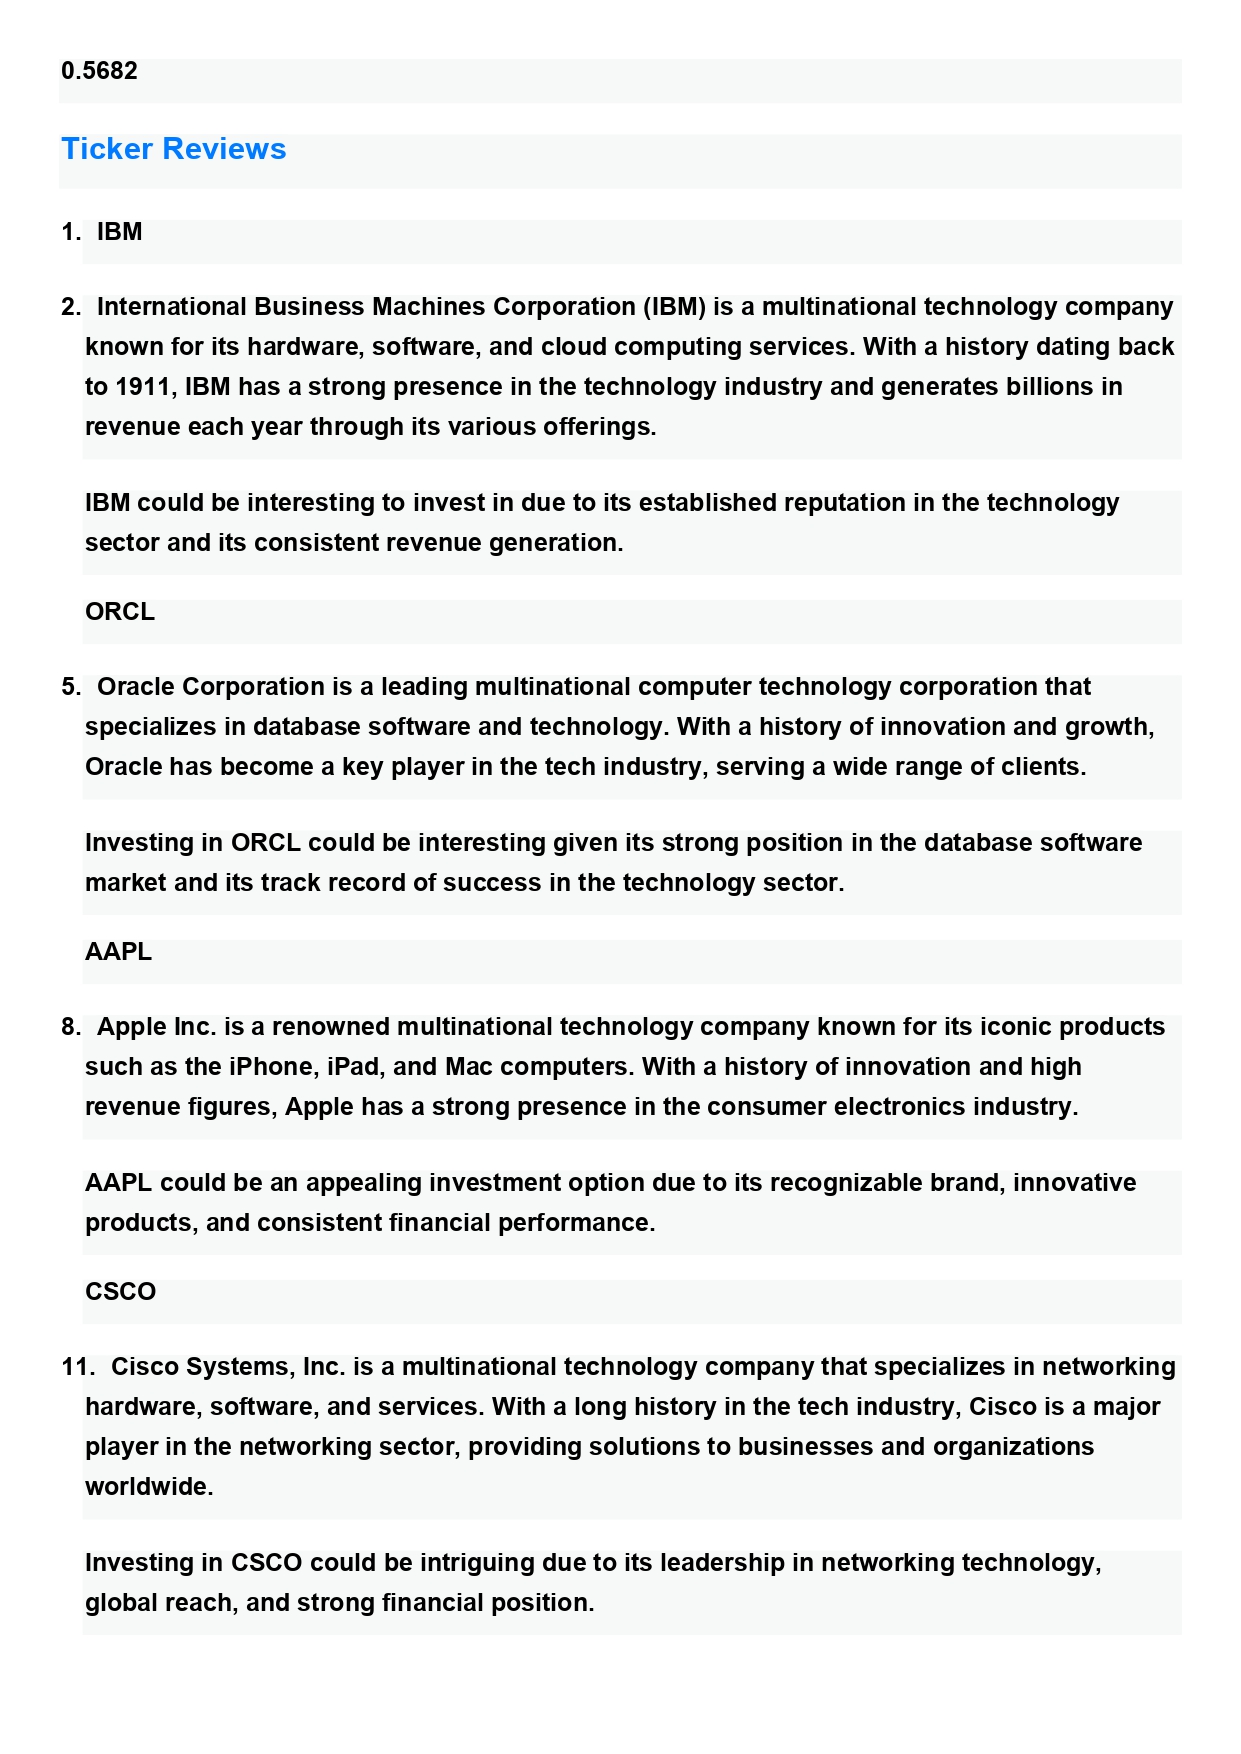 0.5682
Ticker Reviews
1. IBM
2. International Business Machines Corporation (IBM) is a multinational technology company
known for its hardware, software, and cloud computing services. With a history dating back
to 1911, IBM has a strong presence in the technology industry and generates billions in
revenue each year through its various offerings.
IBM could be interesting to invest in due to its established reputation in the technology
sector and its consistent revenue generation.
ORCL
5. Oracle Corporation is a leading multinational computer technology corporation that
specializes in database software and technology. With a history of innovation and growth,
Oracle has become a key player in the tech industry, serving a wide range of clients.
Investing in ORCL could be interesting given its strong position in the database software
market and its track record of success in the technology sector.
AAPL
8. Apple Inc. is a renowned multinational technology company known for its iconic products
such as the iPhone, iPad, and Mac computers. With a history of innovation and high
revenue figures, Apple has a strong presence in the consumer electronics industry.
AAPL could be an appealing investment option due to its recognizable brand, innovative
products, and consistent financial performance.
CSCO
11. Cisco Systems, Inc. is a multinational technology company that specializes in networking
hardware, software, and services. With a long history in the tech industry, Cisco is a major
player in the networking sector, providing solutions to businesses and organizations
worldwide.
Investing in CSCO could be intriguing due to its leadership in networking technology,
global reach, and strong financial position.